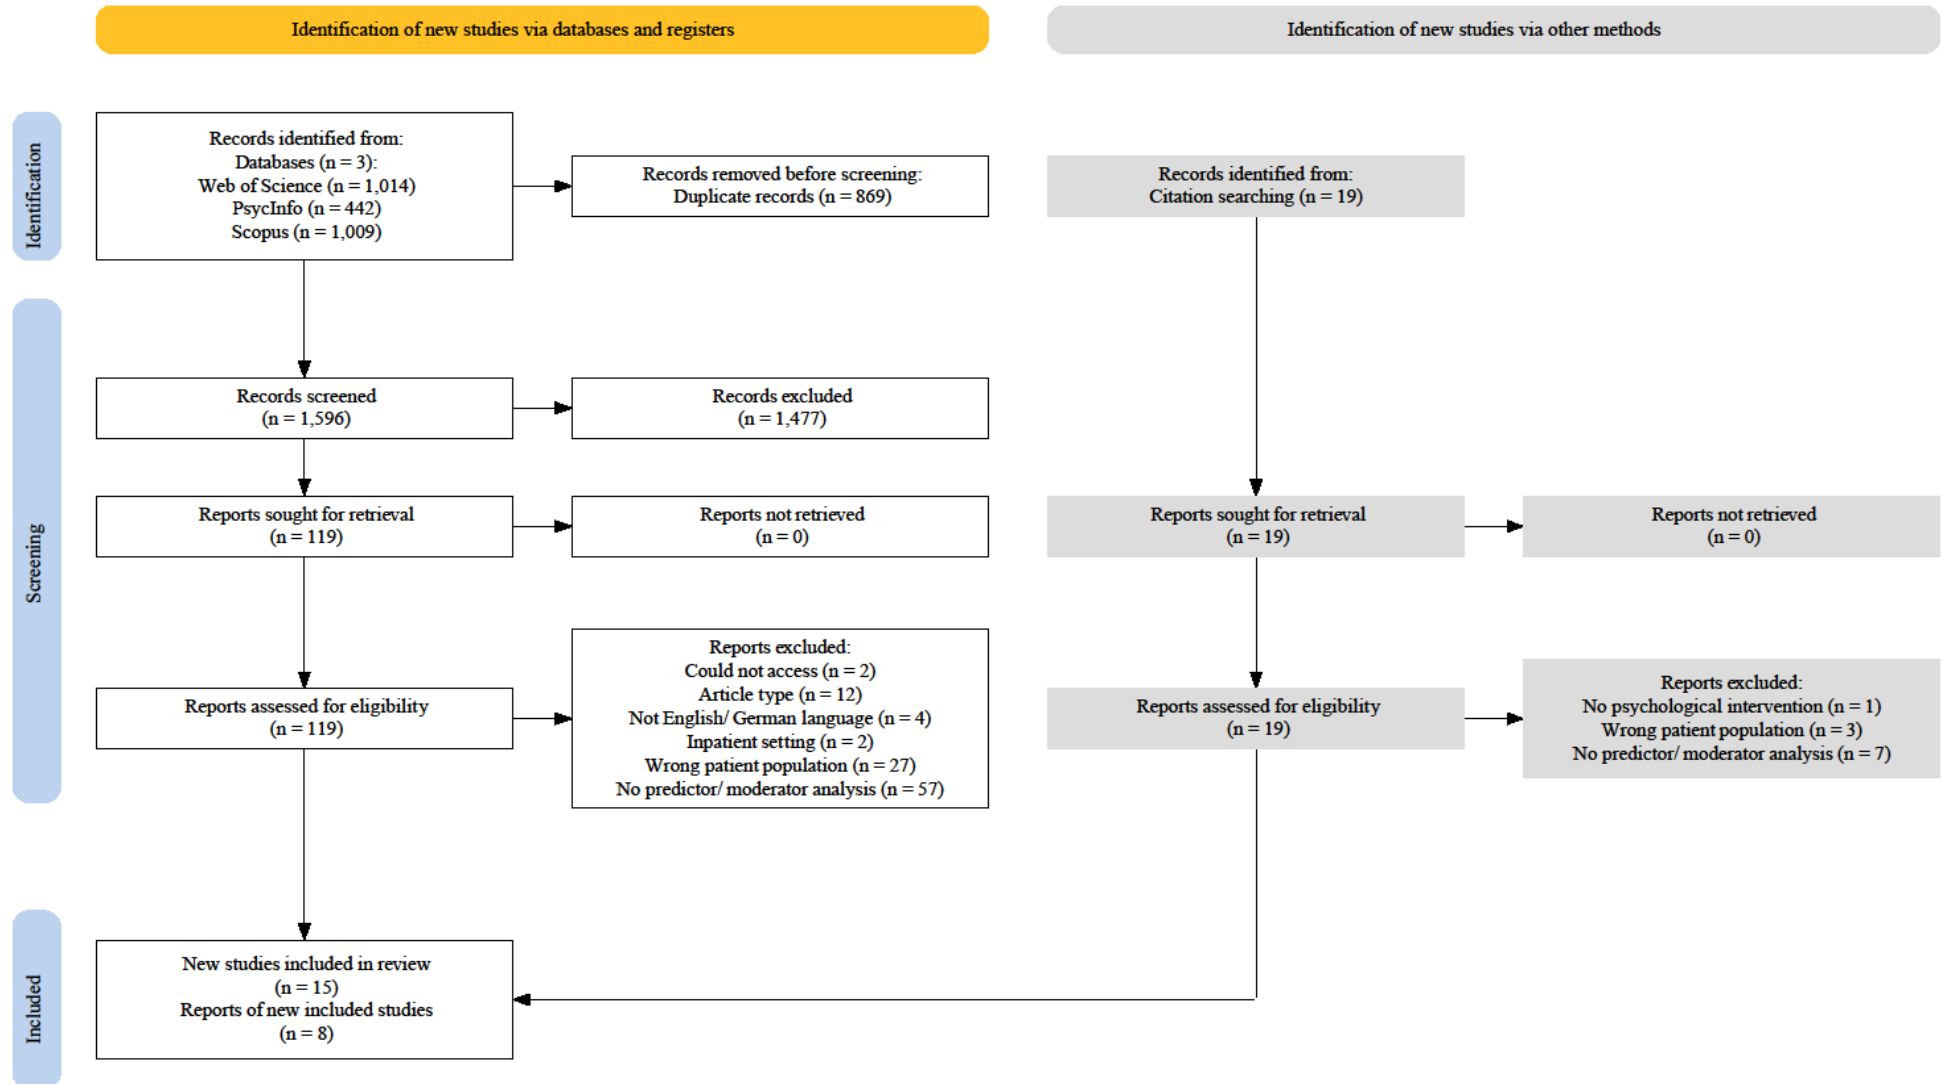 Identification of new studies via databases and registers
Identification of new studies via other methods
Identification
Records identified from:
Databases (n = 3):
Web of Science (n = 1,014)
PsycInfo (n = 442)
Scopus (n = 1,009)
Records removed before screening:
Duplicate records (n = 869)
Records identified from:
Citation searching (n = 19)
Screening
Records screened
(n = 1,596)
Records excluded
(n = 1,477)
Reports sought for retrieval
(n = 119)
Reports not retrieved
(n = 0)
Reports sought for retrieval
(n = 19)
Reports not retrieved
(n = 0)
Reports assessed for eligibility
(n = 119)
Reports excluded:
Could not access (n = 2)
Article type (n = 12)
Not English/ German language (n = 4)
Inpatient setting (n = 2)
Wrong patient population (n = 27)
No predictor/ moderator analysis (n = 57)
Reports assessed for eligibility
(n = 19)
Reports excluded:
No psychological intervention (n = 1)
Wrong patient population (n = 3)
No predictor/ moderator analysis (n = 7)
Included
New studies included in review
(n = 15)
Reports of new included studies
(n = 8)